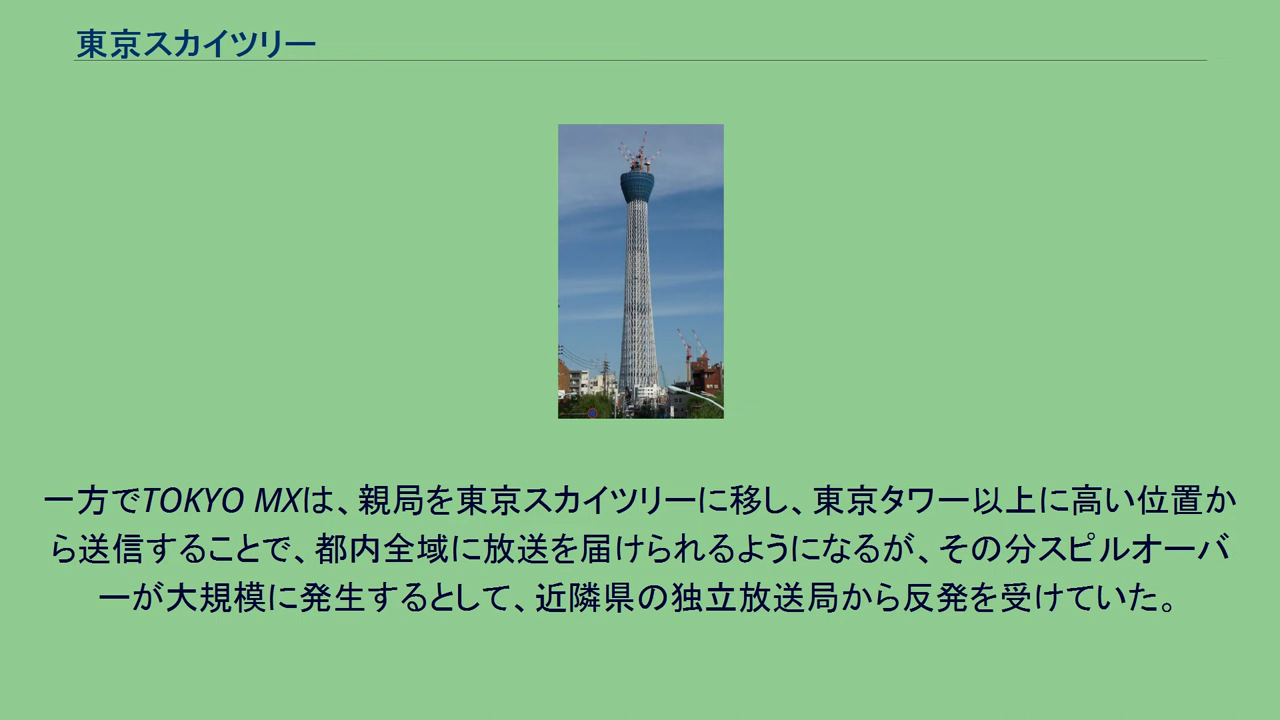 東京スカイツリー
一方でTOKYO MXは、親局を東京スカイツリーに移し、東京タワー以上に高い位置か
ら送信することで、都内全域に放送を届けられるようになるが、その分スピルオーバ
ーが大規模に発生するとして、近隣県の独立放送局から反発を受けていた。